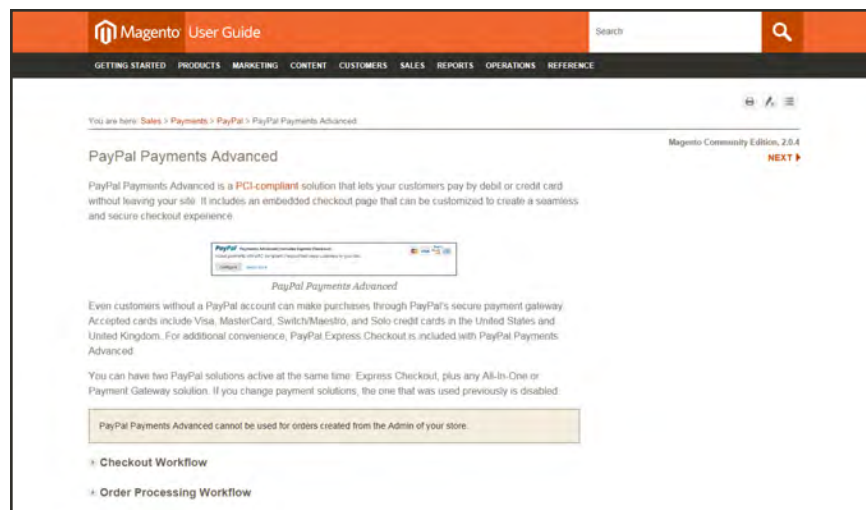 Magento User Guide
Search
GETTING STARTED PRODUCTS MARKETING CONTENT CUSTOMERS SALES REPORTS OPERATIONS REFERENCE
You are here: Sales > Payments > PayPal > PayPal Payments Advanced
Magento Community Edition, 2.0.4
NEXT
PayPal Payments Advanced
PayPal Payments Advanced is a PCI-compliant solution that lets your customers pay by debit or credit card
without leaving your site. It includes an embedded checkout page that can be customized to create a seamless
and secure checkout experience.
PayPal Payments Advanced (Includes Express Checkout)
Configure
PayPal Payments Advanced
Even customers without a PayPal account can make purchases through PayPal's secure payment gateway.
Accepted cards include Visa, MasterCard, Switch/Maestro, and Solo credit cards in the United States and
United Kingdom. For additional convenience, PayPal Express Checkout is included with PayPal Payments
Advanced.
You can have two PayPal solutions active at the same time: Express Checkout, plus any All-In-One or
Payment Gateway solution. If you change payment solutions, the one that was used previously is disabled.
PayPal Payments Advanced cannot be used for orders created from the Admin of your store.
Checkout Workflow
Order Processing Workflow